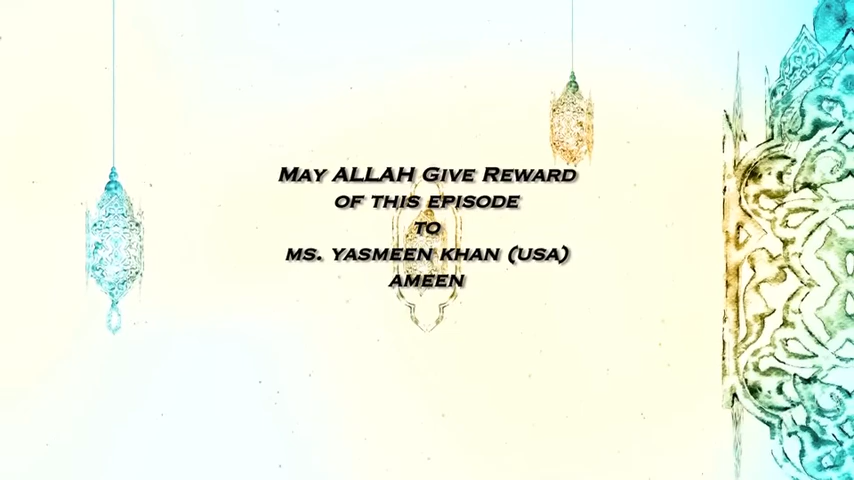 May ALLAH Give Reward
of this episode
to
ms. yasmeen khan (usa)
ameen